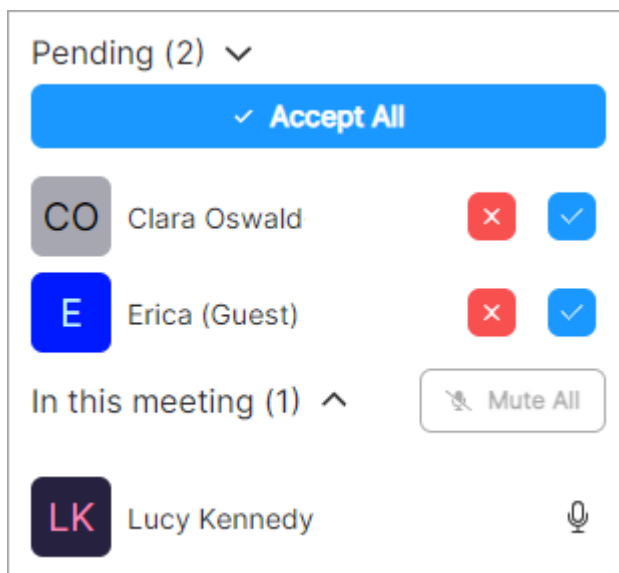 Pending (2)
Accept All
CO Clara Oswald
E Erica (Guest)
In this meeting (1) Mute All
LK Lucy Kennedy